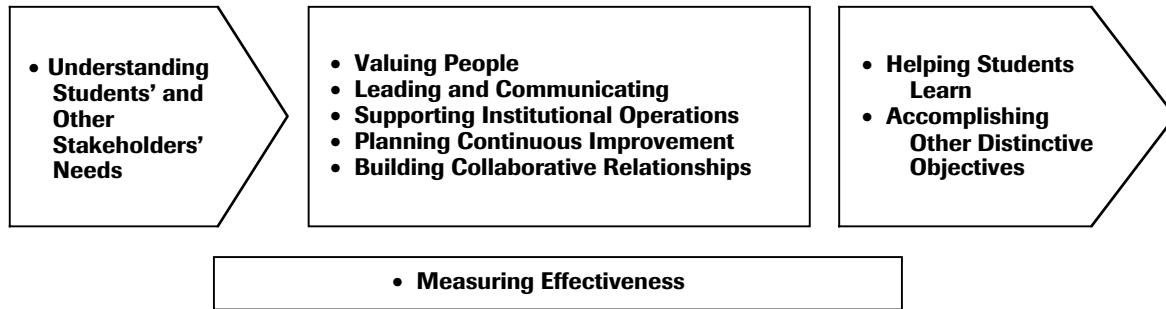 • Understanding
Students' and
Other
Stakeholders'
Needs
• Valuing People
• Leading and Communicating
• Supporting Institutional Operations
• Planning Continuous Improvement
• Building Collaborative Relationships
• Helping Students
Learn
• Accomplishing
Other Distinctive
Objectives
• Measuring Effectiveness